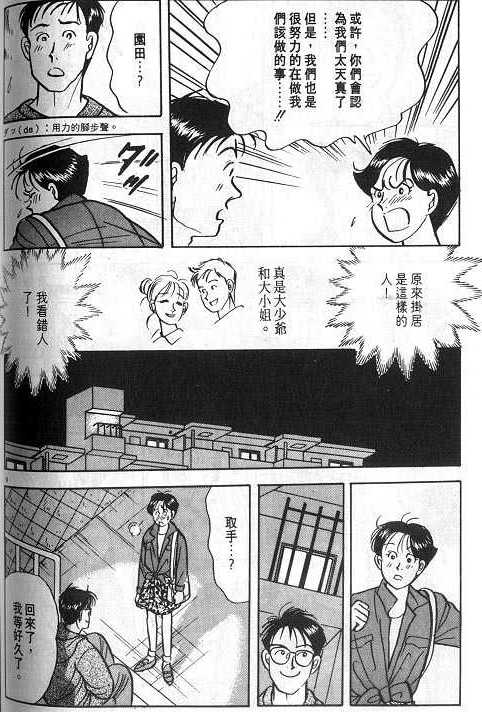 或許，你們會認
為我們太天真了
……
但是，我們也是
很努力的在做我
們該做的事……!!
園田…？
ダッ（da）：用力的腳步聲。
ダッ
原來掛居
是這樣的
人！
真是大少爺
和大小姐。
我看錯人
了！
取手…？
回來了，
我等好久了。